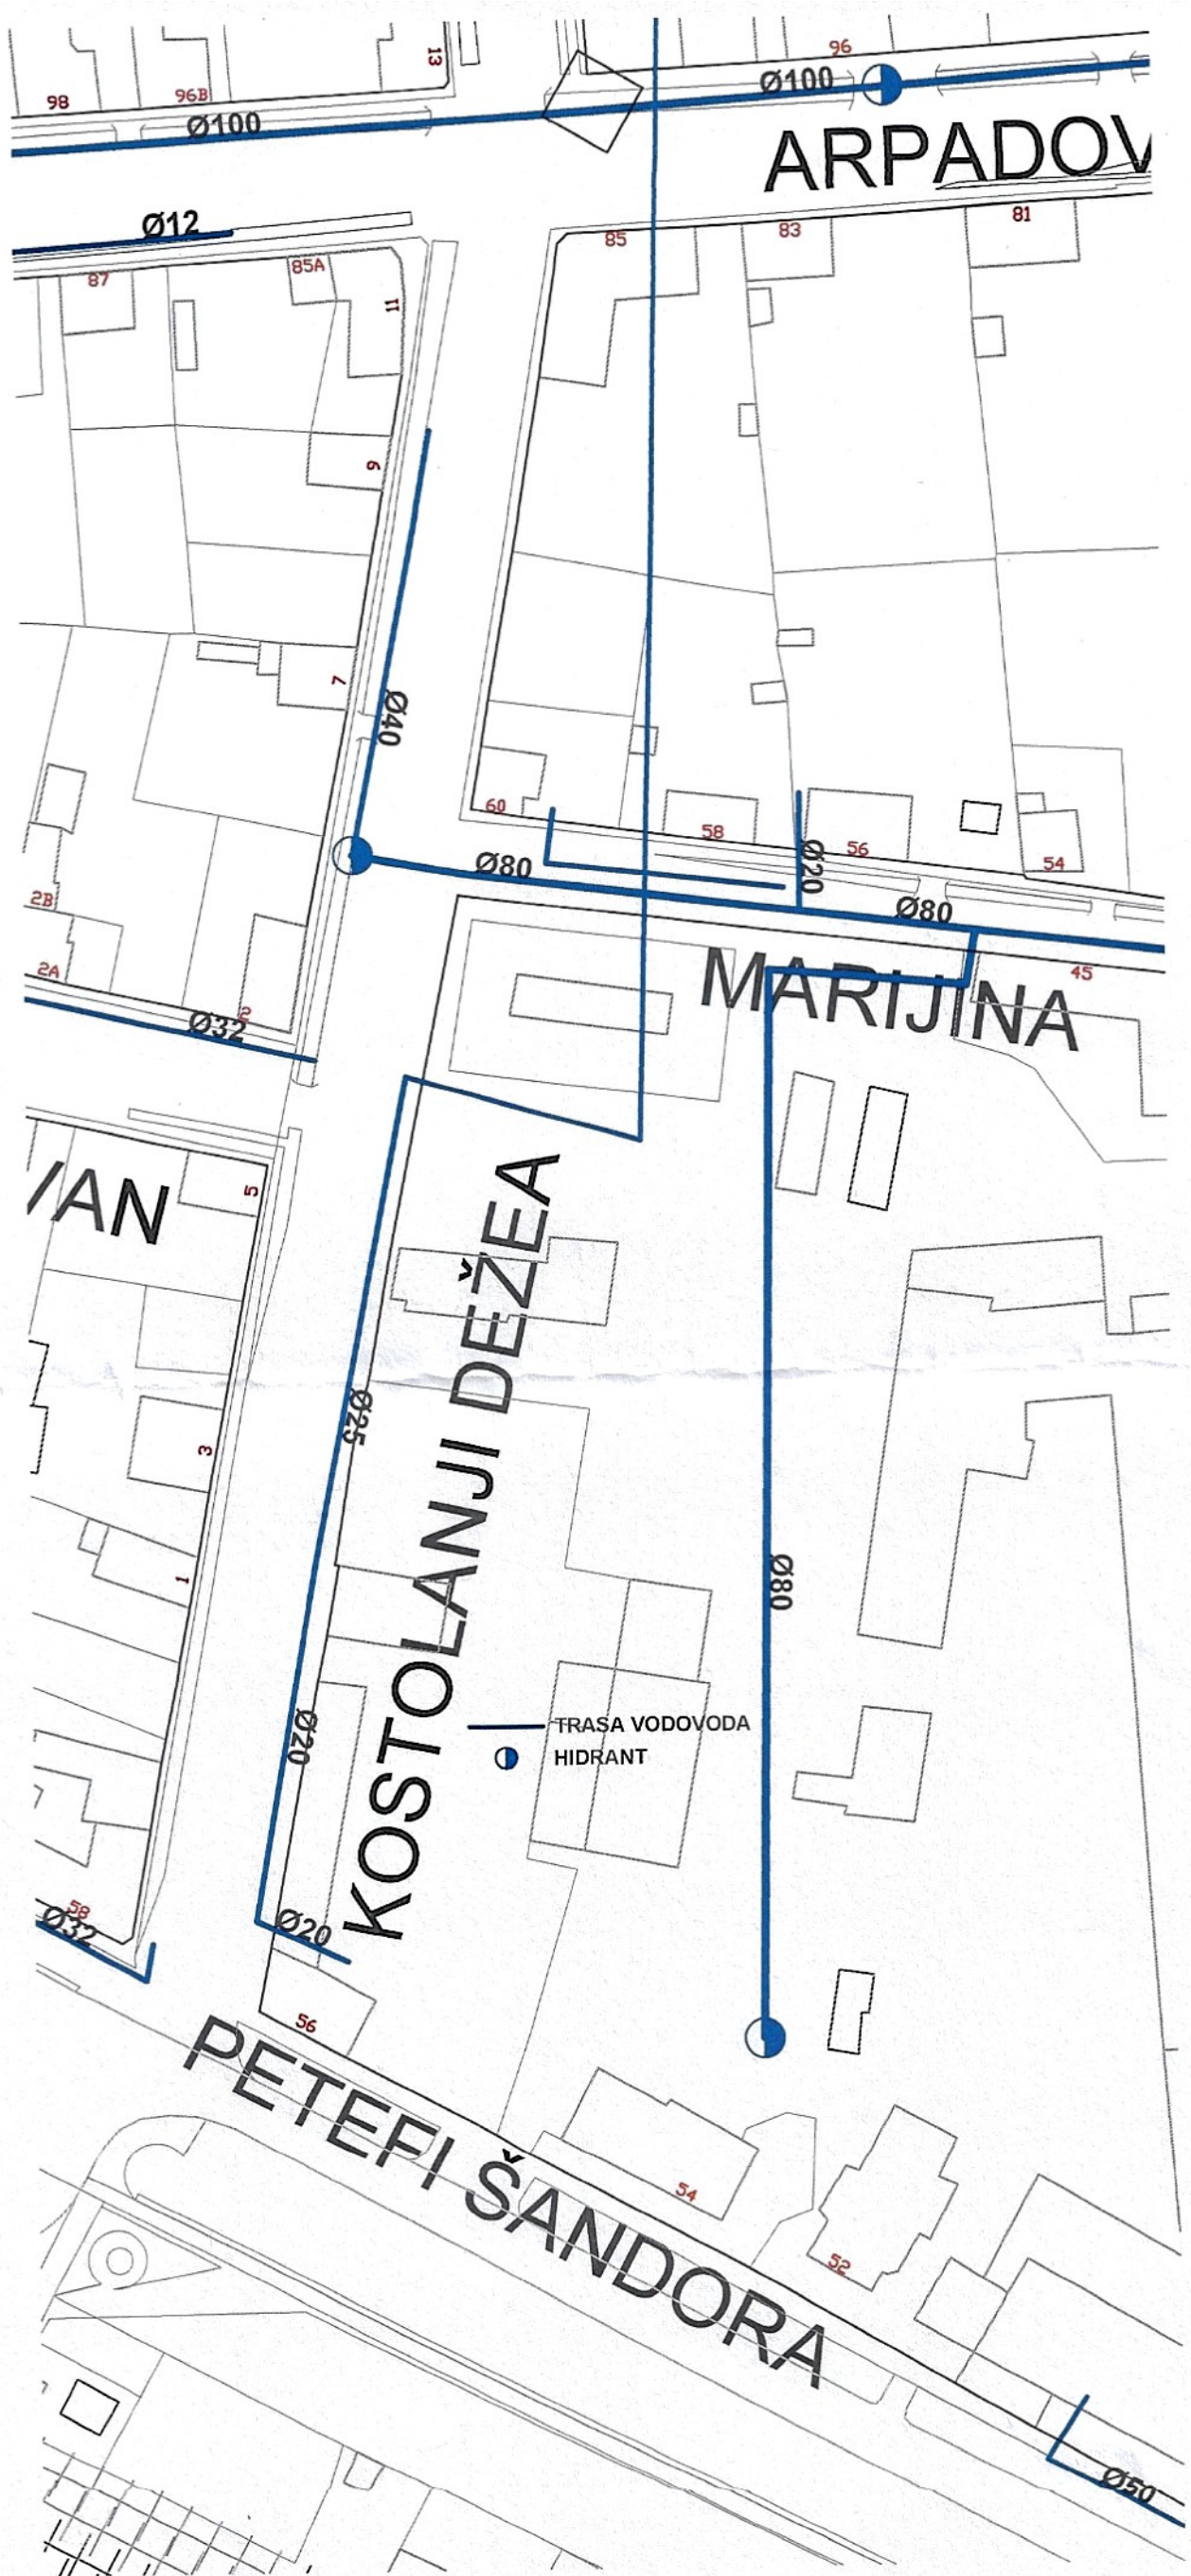 13
96
98
96B
Ø100
Ø100
ARPADOV
Ø12
81
83
85
87
85A
11
9
7
Ø40
60
58
56
54
Ø20
Ø80
Ø80
2B
2A
2
Ø32
45
MARIJINA
5
VAN
KOSTOLANJI DEŽEA
Ø25
3
1
Ø80
Ø20
TRASA VODOVODA
HIDRANT
58
Ø32
Ø20
56
PETEFI ŠANDORA
54
52
Ø50